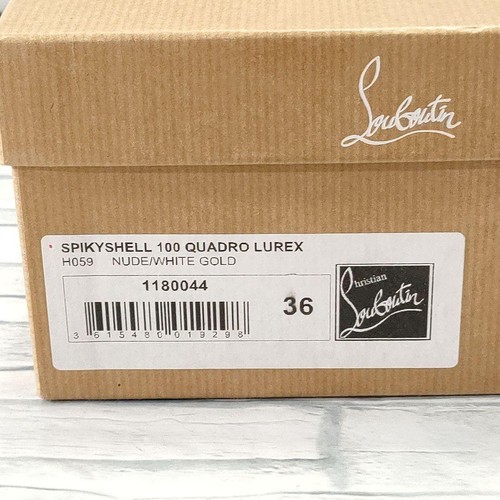 Louboutin
SPIKYSHELL 100 QUADRO LUREX
H059 NUDE/WHITE GOLD
1180044
36
3615480019298
Christian
Louboutin